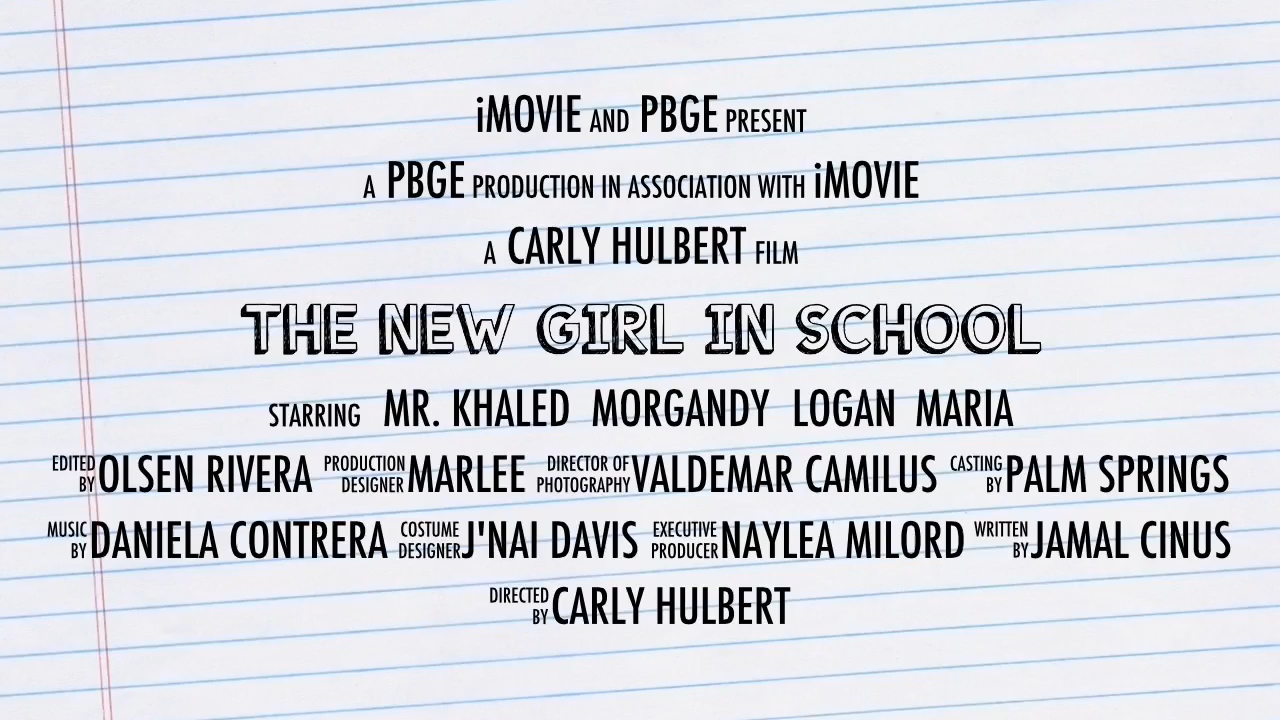 iMOVIE AND PBGE PRESENT
A PBGE PRODUCTION IN ASSOCIATION WITH iMOVIE
A CARLY HULBERT FILM
THE NEW GIRL IN SCHOOL
STARRING MR. KHALED MORGANDY LOGAN MARIA
EDITED BY OLSEN RIVERA PRODUCTION DESIGNER MARLEE DIRECTOR OF PHOTOGRAPHY VALDEMAR CAMILUS CASTING BY PALM SPRINGS
MUSIC BY DANIELA CONTRERA COSTUME DESIGNER J'NAI DAVIS EXECUTIVE PRODUCER NAYLEA MILORD WRITTEN BY JAMAL CINUS
DIRECTED BY CARLY HULBERT